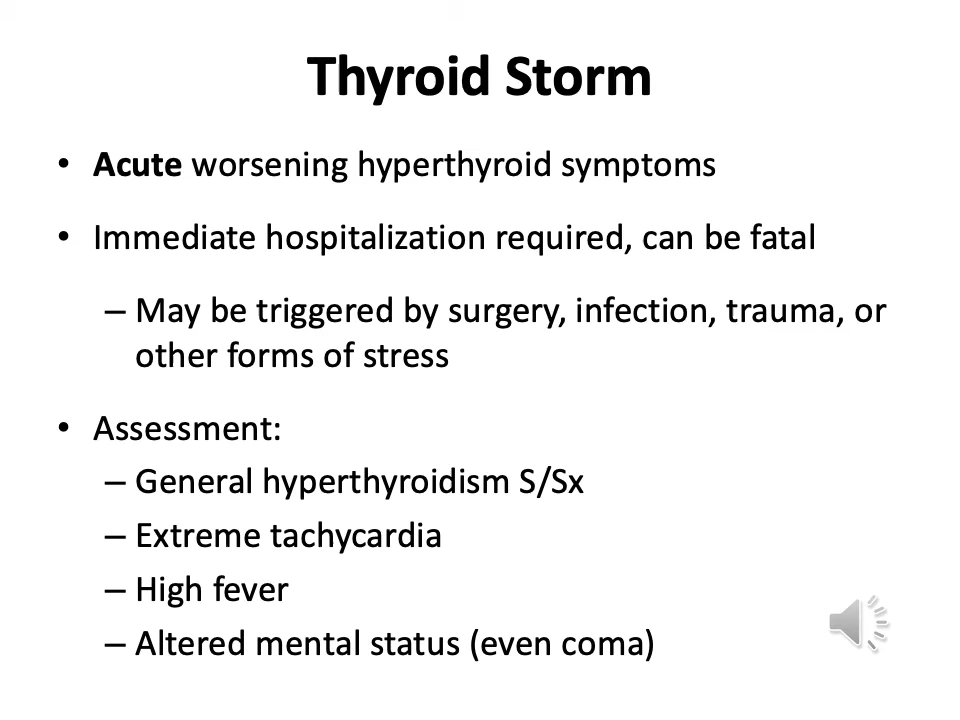 Thyroid Storm
• Acute worsening hyperthyroid symptoms
• Immediate hospitalization required, can be fatal
– May be triggered by surgery, infection, trauma, or
other forms of stress
• Assessment:
– General hyperthyroidism S/Sx
– Extreme tachycardia
– High fever
– Altered mental status (even coma)